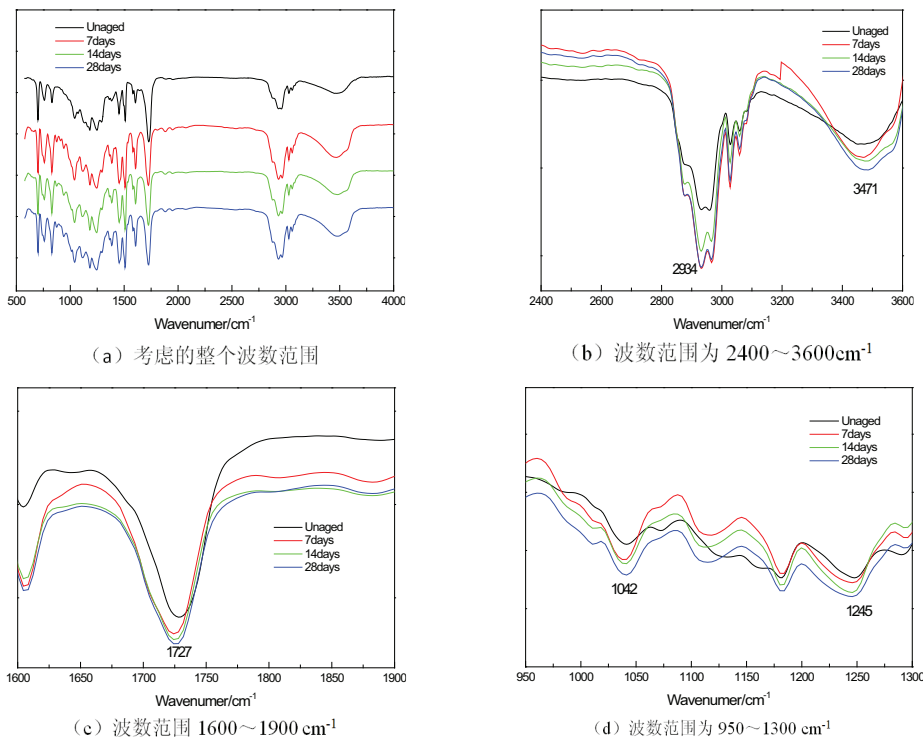 Unaged
7days
14days
28days
500 1000 1500 2000 2500 3000 3500 4000
Wavenumer/cm-1
(a) 考虑的整个波数范围
Unaged
7days
14days
28days
3471
2934
2400 2600 2800 3000 3200 3400 3600
Wavenumer/cm-1
(b) 波数范围为 2400～3600cm-1
Unaged
7days
14days
28days
1727
1600 1650 1700 1750 1800 1850 1900
Wavenumer/cm-1
(c) 波数范围 1600～1900 cm-1
Unaged
7days
14days
28days
1042
1245
950 1000 1050 1100 1150 1200 1250 1300
Wavenumer/cm-1
(d) 波数范围为 950～1300 cm-1